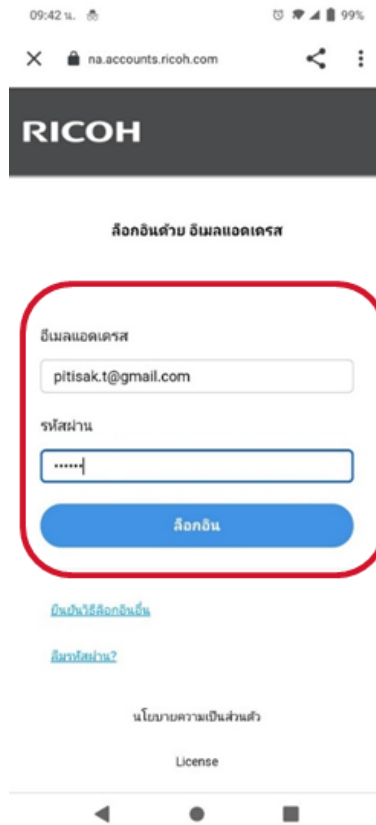 09:42 น.
99%
na.accounts.ricoh.com
RICOH
ล็อกอินด้วย อีเมลแอดเดรส
อีเมลแอดเดรส
pitisak.t@gmail.com
รหัสผ่าน
••••••
ล็อกอิน
ยืนยันวิธีล็อกอินอื่น
ลืมรหัสผ่าน?
นโยบายความเป็นส่วนตัว
License